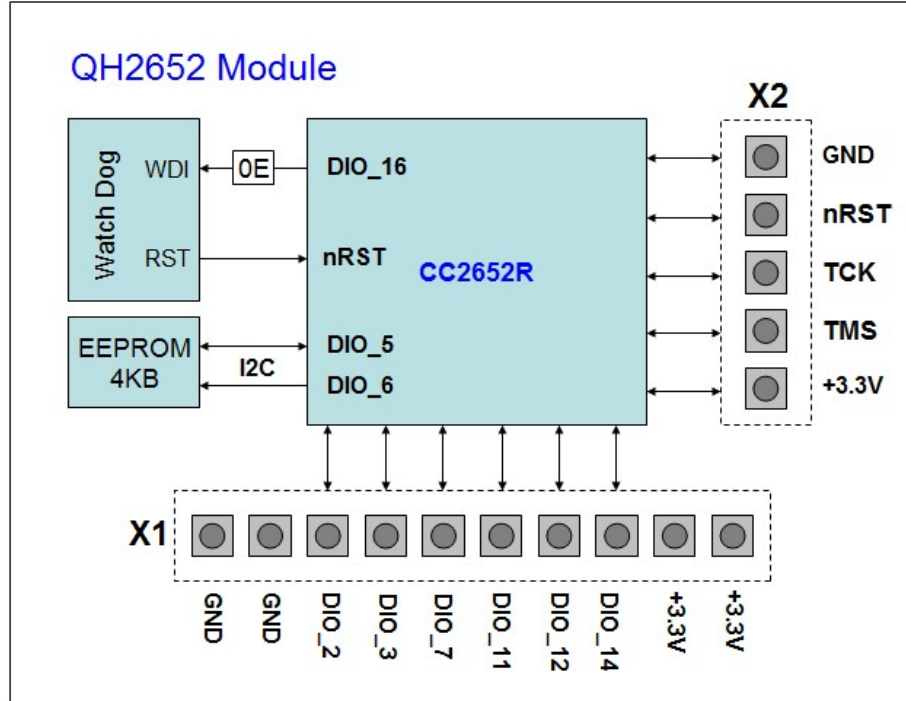 QH2652 Module
X2
Watch Dog
WDI
0E
DIO_16
RST
nRST
CC2652R
EEPROM
4KB
I2C
DIO_5
DIO_6
GND
nRST
TCK
TMS
+3.3V
X1
GND
GND
DIO_2
DIO_3
DIO_7
DIO_11
DIO_12
DIO_14
+3.3V
+3.3V